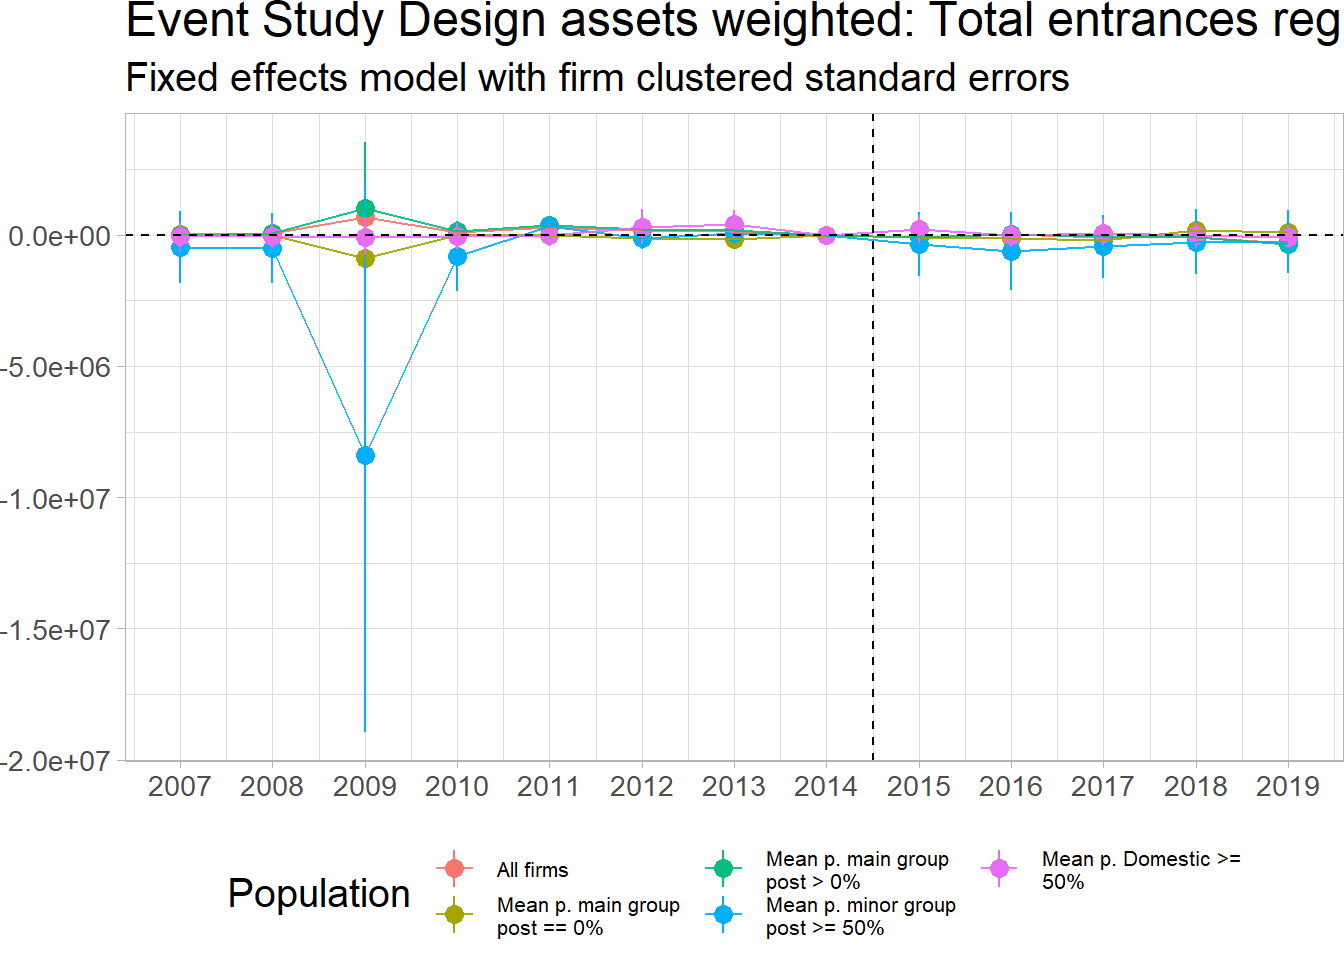 Event Study Design assets weighted: Total entrances reg
Fixed effects model with firm clustered standard errors
0.0e+00
-5.0e+06
-1.0e+07
-1.5e+07
-2.0e+07
2007 2008 2009 2010 2011 2012 2013 2014 2015 2016 2017 2018 2019
Population
All firms
Mean p. main group
post == 0%
Mean p. main group
post > 0%
Mean p. minor group
post >= 50%
Mean p. Domestic >=
50%